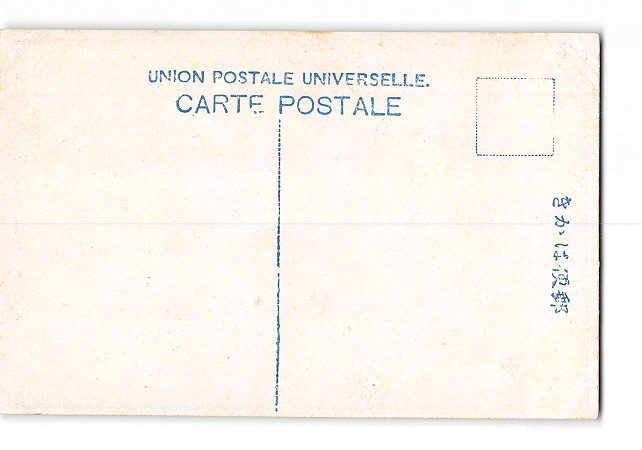 UNION POSTALE UNIVERSELLE.
CARTE POSTALE
きかは便郵